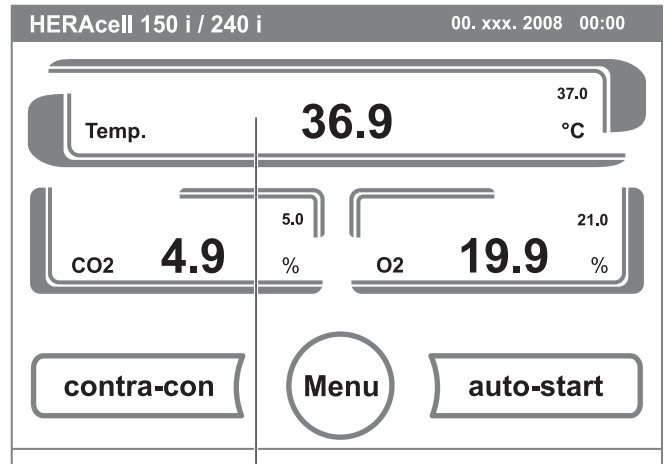 HERAcell 150 i / 240 i 00. xxx. 2008 00:00
37.0
Temp. 36.9 °C
5.0 21.0
CO2 4.9 % O2 19.9 %
contra-con Menu auto-start